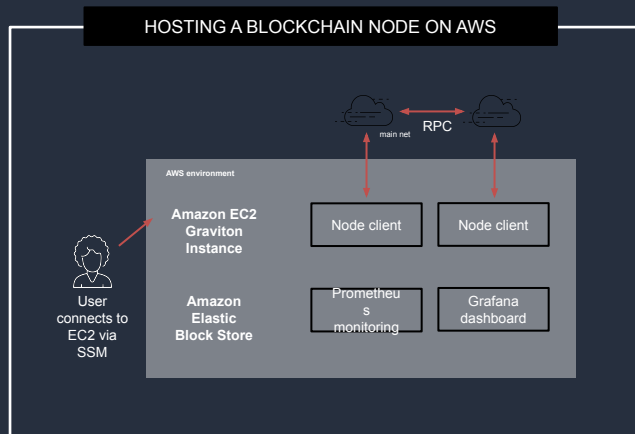 HOSTING A BLOCKCHAIN NODE ON AWS
main net
RPC
AWS environment
Amazon EC2
Graviton
Instance
Node client
Node client
User
connects to
EC2 via
SSM
Amazon
Elastic
Block Store
Prometheu
s
monitoring
Grafana
dashboard